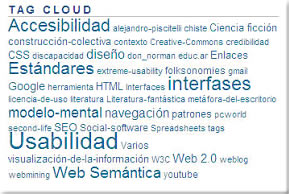 TAG CLOUD
Accesibilidad alejandro-piscitelli chiste Ciencia ficción
construcción-colectiva contexto Creative-Commons credibilidad
CSS discapacidad diseño don_norman educ.ar Enlaces
Estándares extreme-usability folksonomies gmail
Google herramienta HTML Interfaces interfases
licencia-de-uso literatura Literatura-fantástica metáfora-del-escritorio
modelo-mental navegación patrones pcworld
second-life SEO Social-software Spreadsheets tags
Usabilidad Varios
visualización-de-la-información W3C Web 2.0 weblog
webmining Web Semántica youtube